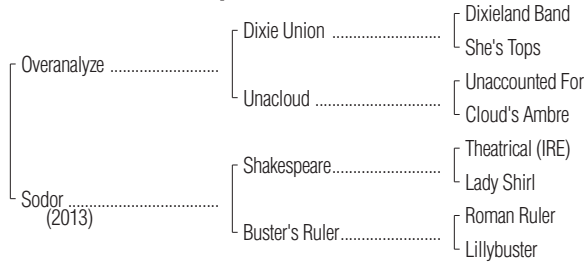 Dixieland Band
Dixie Union ................................
She's Tops
Overanalyze ................................
Unaccounted For
Unacloud ................................
Cloud's Ambre
Theatrical (IRE)
Shakespeare................................
Lady Shirl
Sodor ................................
(2013)
Roman Ruler
Buster's Ruler................................
Lillybuster